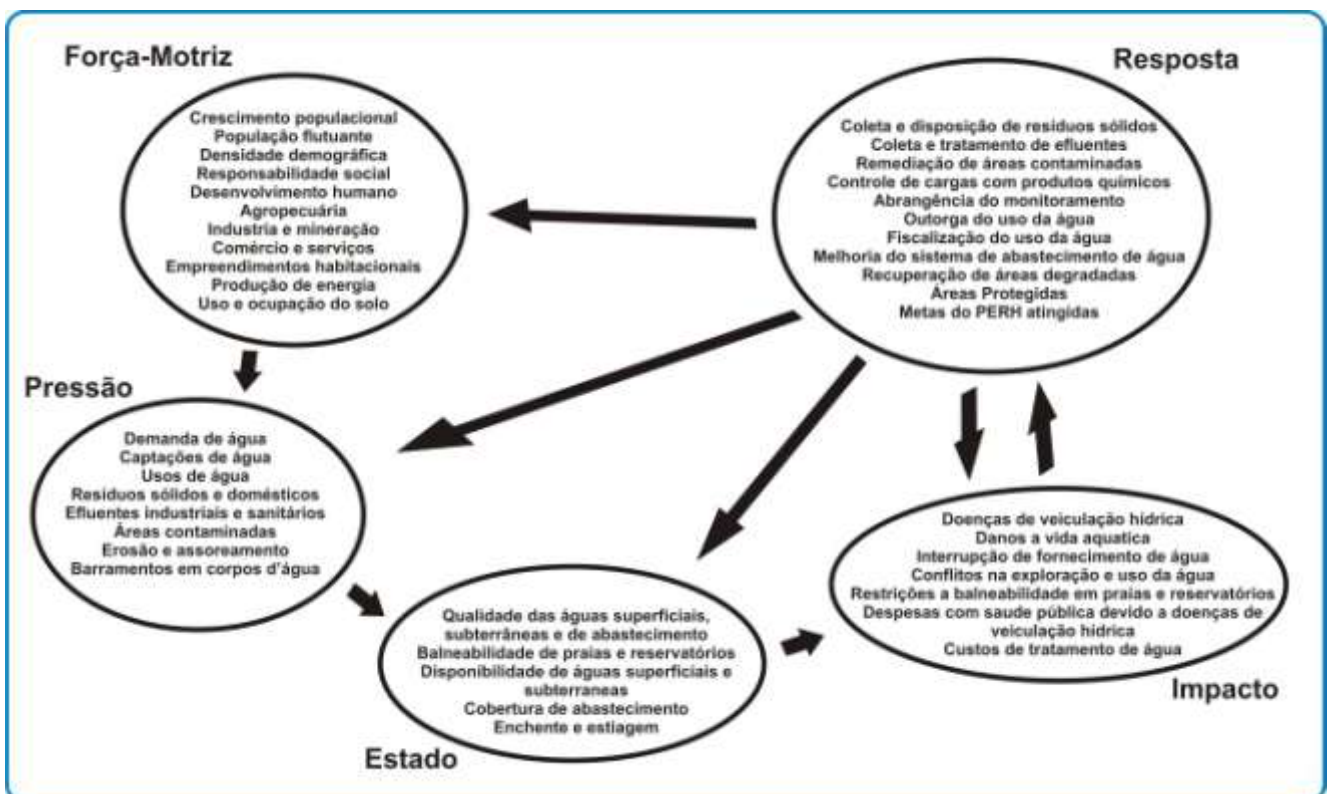 Força-Motriz
Crescimento populacional
População flutuante
Densidade demográfica
Responsabilidade social
Desenvolvimento humano
Agropecuária
Industria e mineração
Comércio e serviços
Empreendimentos habitacionais
Produção de energia
Uso e ocupação do solo
Resposta
Coleta e disposição de resíduos sólidos
Coleta e tratamento de efluentes
Remediação de áreas contaminadas
Controle de cargas com produtos químicos
Abrangência do monitoramento
Outorga do uso da água
Fiscalização do uso da água
Melhoria do sistema de abastecimento de água
Recuperação de áreas degradadas
Áreas Protegidas
Metas do PERH atingidas
Pressão
Demanda de água
Captações de água
Usos de água
Resíduos sólidos e domésticos
Efluentes industriais e sanitários
Áreas contaminadas
Erosão e assoreamento
Barramentos em corpos d'água
Qualidade das águas superficiais,
subterrâneas e de abastecimento
Balneabilidade de praias e reservatórios
Disponibilidade de águas superficiais e
subterraneas
Cobertura de abastecimento
Enchente e estiagem
Estado
Doenças de veiculação hídrica
Danos a vida aquatica
Interrupção de fornecimento de água
Conflitos na exploração e uso da água
Restrições a balneabilidade em praias e reservatórios
Despesas com saude pública devido a doenças de
veiculação hídrica
Custos de tratamento de água
Impacto